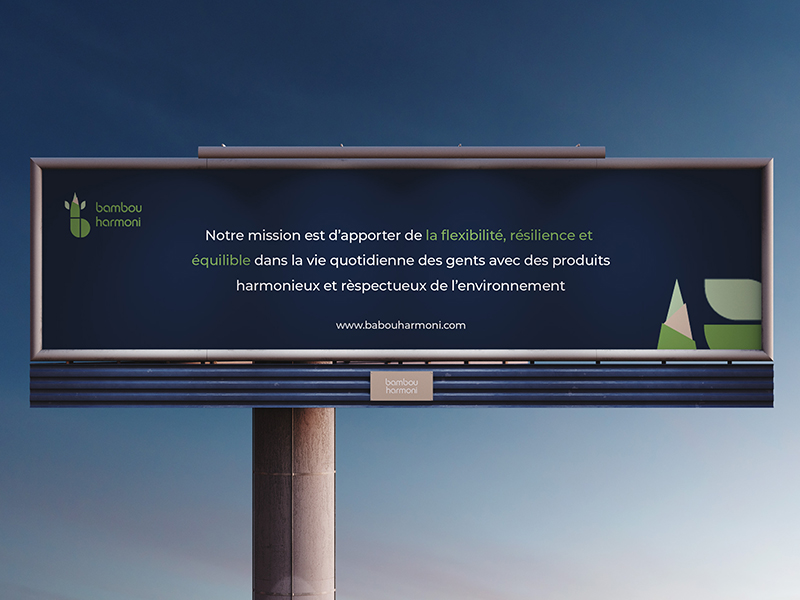 bambou
harmoni
Notre mission est d'apporter de la flexibilité, résilience et
équilible dans la vie quotidienne des gents avec des produits
harmonieux et rèspectueux de l'environnement
www.babouharmoni.com
bambou
harmoni